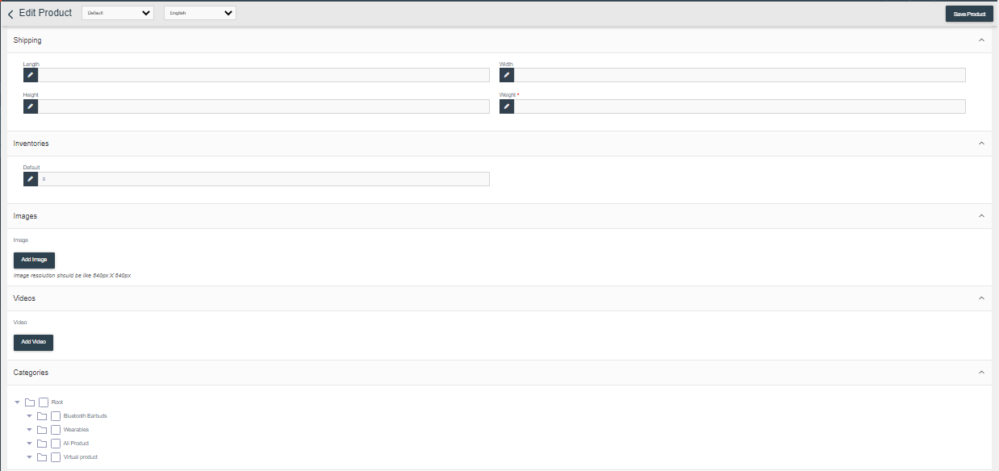 Edit Product Default English Save Product
Shipping
Length Width
Height Weight *
Inventories
Default
0
Images
Image
Add Image
Image resolution should be like 640px X 640px
Videos
Video
Add Video
Categories
Root
Bluetooth Earbuds
Wearables
All Product
Virtual product